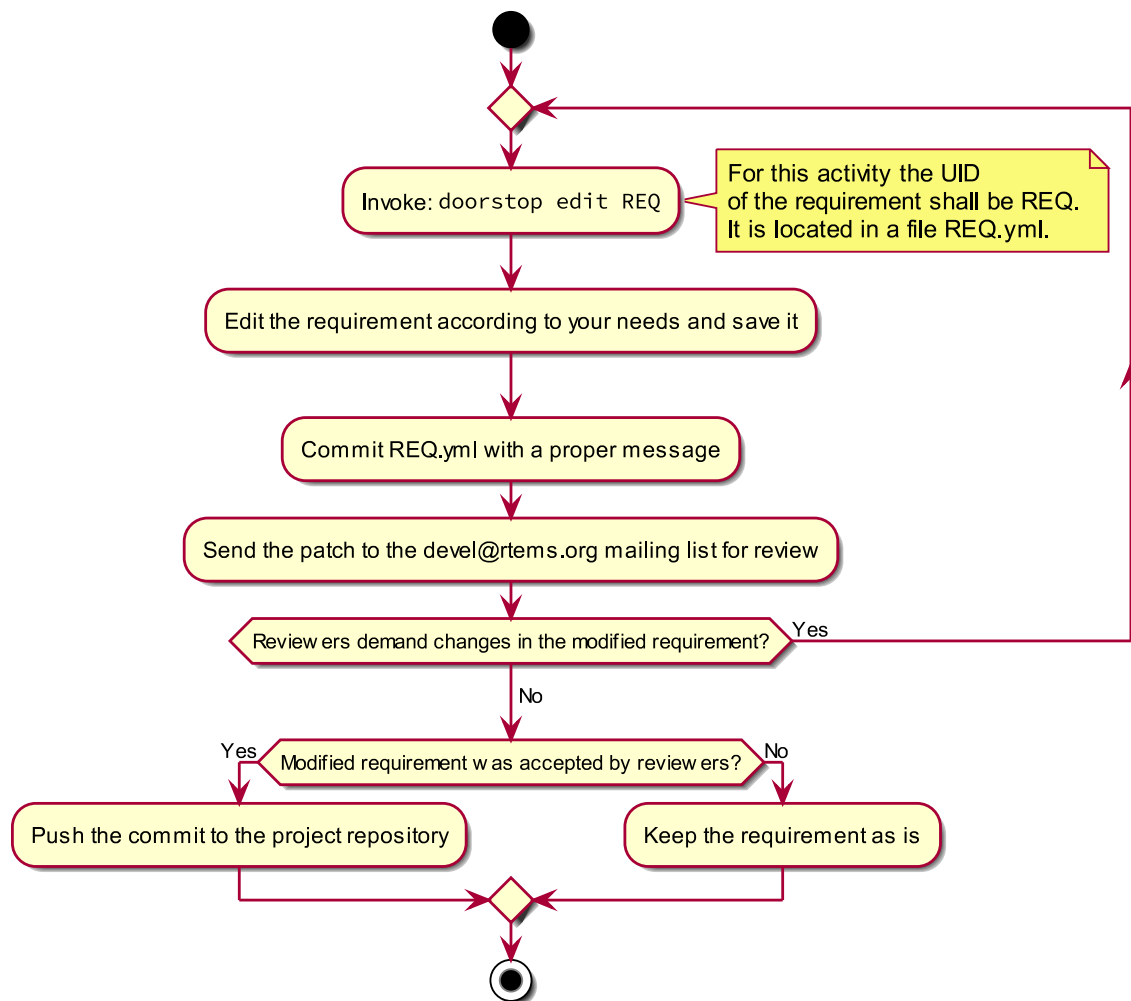 Invoke: doorstop edit REQ
For this activity the UID
of the requirement shall be REQ.
It is located in a file REQ.yml.
Edit the requirement according to your needs and save it
Commit REQ.yml with a proper message
Send the patch to the devel@rtems.org mailing list for review
Reviewers demand changes in the modified requirement?
Yes
No
Yes
Modified requirement was accepted by reviewers?
No
Push the commit to the project repository
Keep the requirement as is